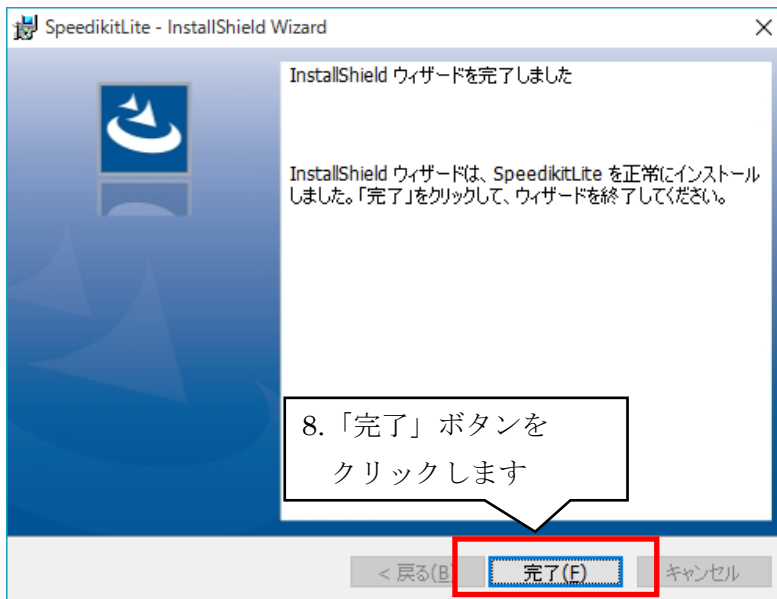 SpeedikitLite - InstallShield Wizard
InstallShield ウィザードを完了しました
InstallShield ウィザードは、SpeedikitLite を正常にインストール
しました。「完了」をクリックして、ウィザードを終了してください。
8.「完了」ボタンを
クリックします
< 戻る(B
完了(F)
キャンセル